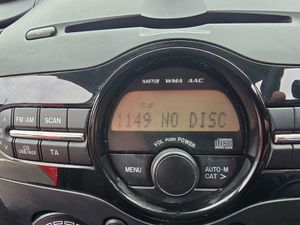 MP3 WMA AAC
1149 NO DISC
FM/AM
SCAN
VOL PUSH POWER
TA
MENU
AUTO-M
CAT >